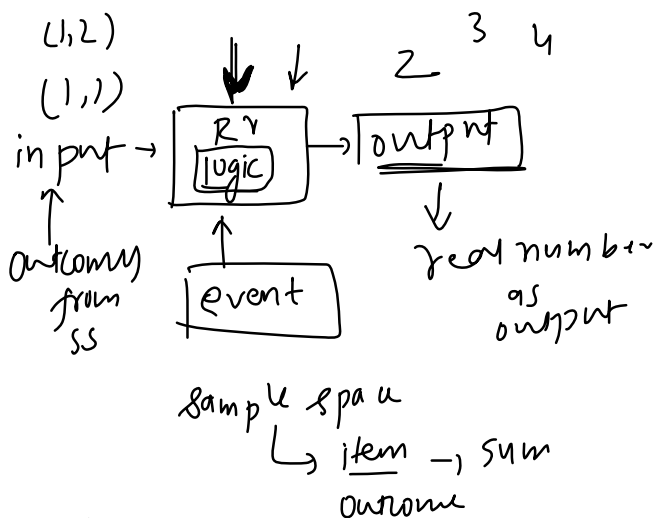 (1,2)
(1,1)
2 3 4
input → RV → output
logic
outcomes
from
SS
event
real number
as
output
sample space
item → sum
outcome